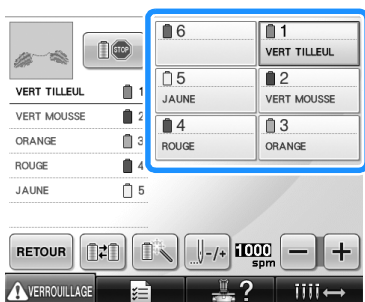 STOP
VERT TILLEUL 1
VERT MOUSSE 2
ORANGE 3
ROUGE 4
JAUNE 5
6
1
VERT TILLEUL
5
JAUNE
2
VERT MOUSSE
4
ROUGE
3
ORANGE
RETOUR
-/+
1000
spm
− +
VERROUILLAGE
?